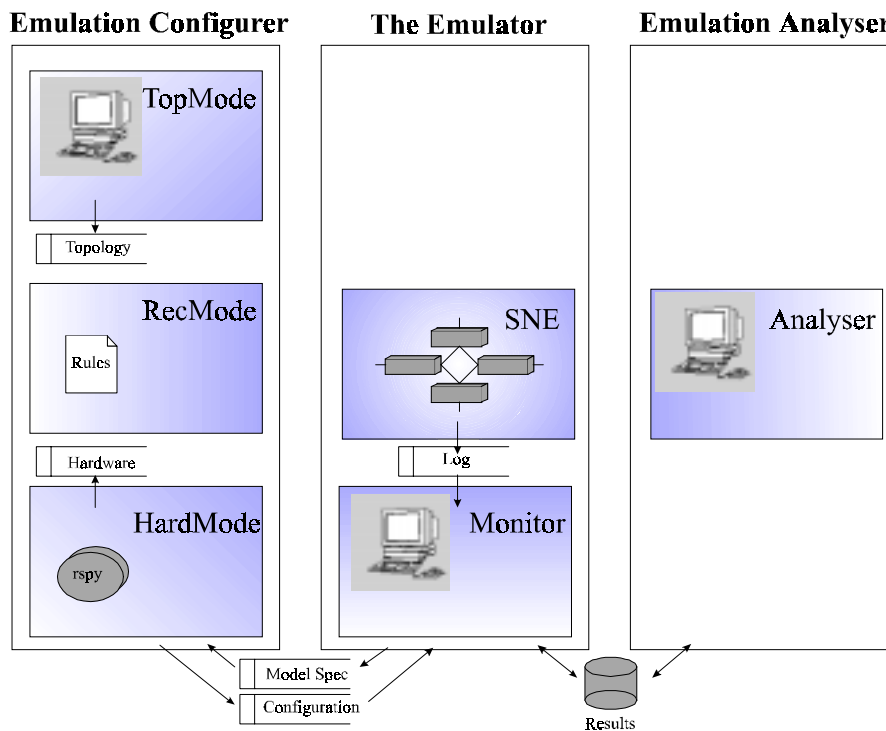 Emulation Configurer
The Emulator
Emulation Analyser
TopMode
Topology
RecMode
Rules
Hardware
HardMode
rspy
SNE
Log
Monitor
Analyser
Model Spec
Configuration
Results